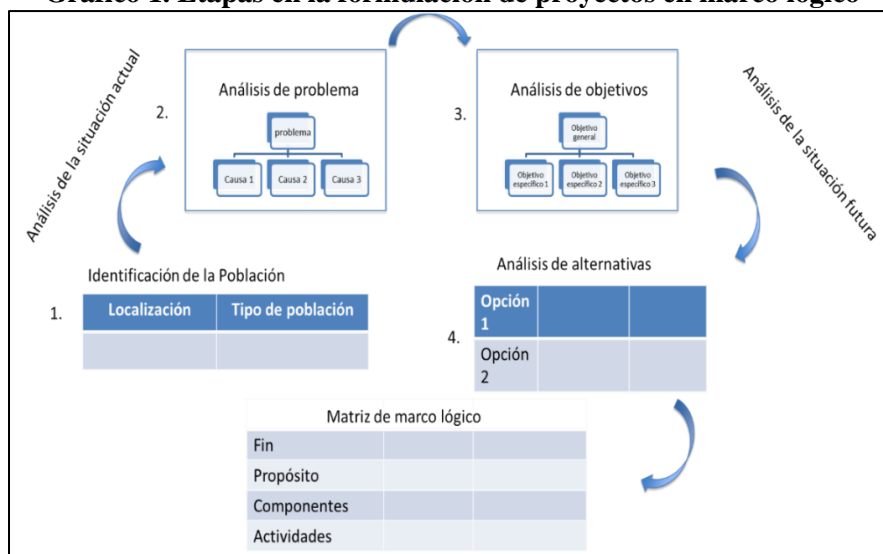 Gráfico 1. Etapas en la formulación de proyectos en marco lógico
Análisis de la situación actual
2.
Análisis de problema
problema
Causa 1
Causa 2
Causa 3
3.
Análisis de objetivos
Objetivo
general
Objetivo
específico 1
Objetivo
específico 2
Objetivo
específico 3
Análisis de la situación futura
Identificación de la Población
1.
Localización
Tipo de población
Análisis de alternativas
4.
Opción
1
Opción
2
Matriz de marco lógico
Fin
Propósito
Componentes
Actividades